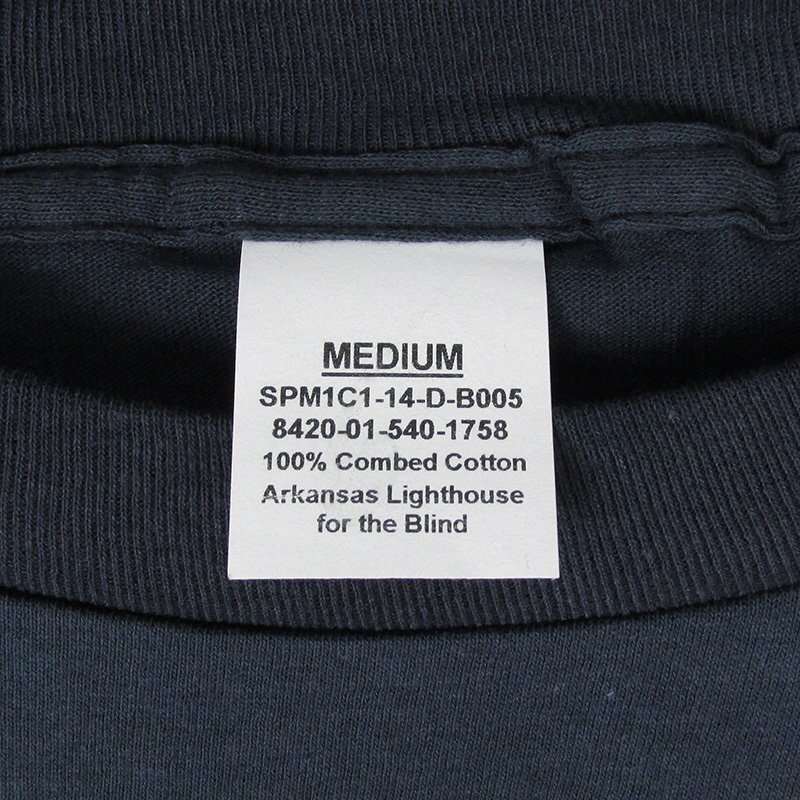 MEDIUM
SPM1C1-14-D-B005
8420-01-540-1758
100% Combed Cotton
Arkansas Lighthouse
for the Blind